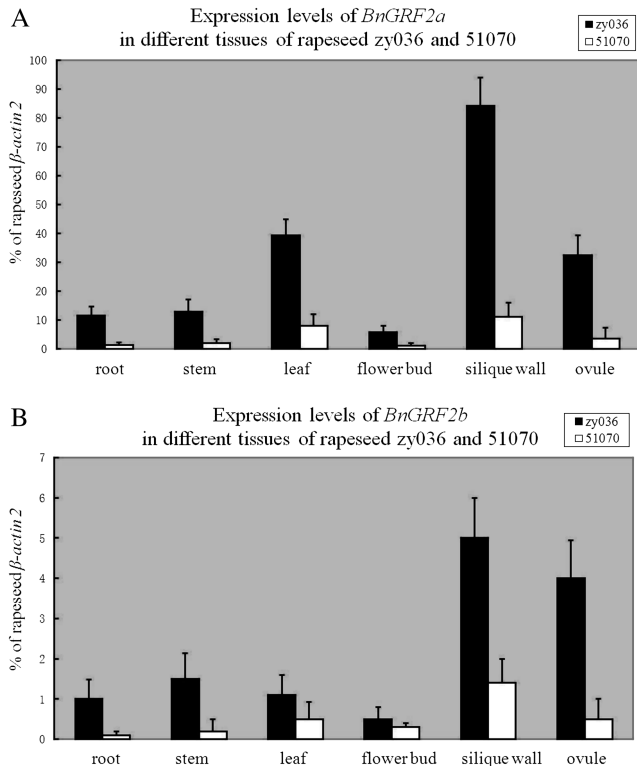 A
Expression levels of BnGRF2a
in different tissues of rapeseed zy036 and 51070
zy036
51070
% of rapeseed β-actin 2
100
90
80
70
60
50
40
30
20
10
0
root stem leaf flower bud silique wall ovule
B
Expression levels of BnGRF2b
in different tissues of rapeseed zy036 and 51070
zy036
51070
% of rapeseed β-actin 2
7
6
5
4
3
2
1
0
root stem leaf flower bud silique wall ovule